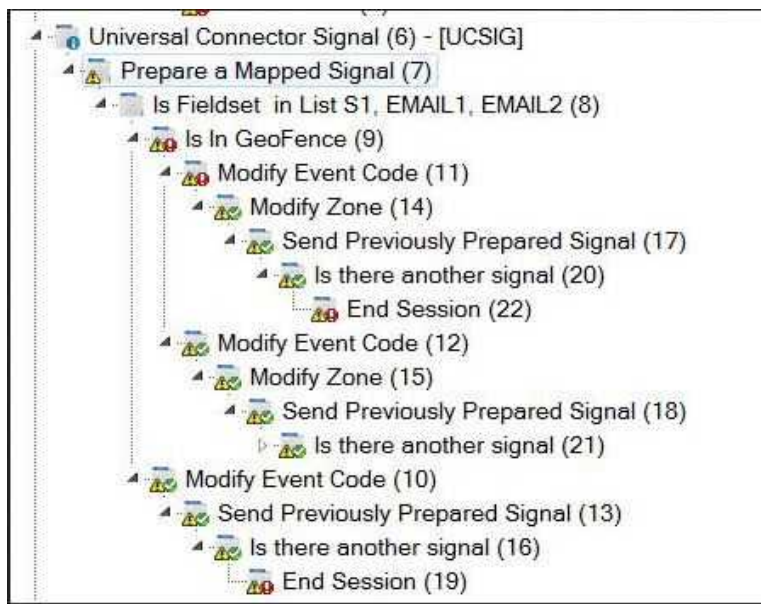 Universal Connector Signal (6) - [UCSIG]
Prepare a Mapped Signal (7)
Is Fieldset in List S1, EMAIL1, EMAIL2 (8)
Is In GeoFence (9)
Modify Event Code (11)
Modify Zone (14)
Send Previously Prepared Signal (17)
Is there another signal (20)
End Session (22)
Modify Event Code (12)
Modify Zone (15)
Send Previously Prepared Signal (18)
Is there another signal (21)
Modify Event Code (10)
Send Previously Prepared Signal (13)
Is there another signal (16)
End Session (19)